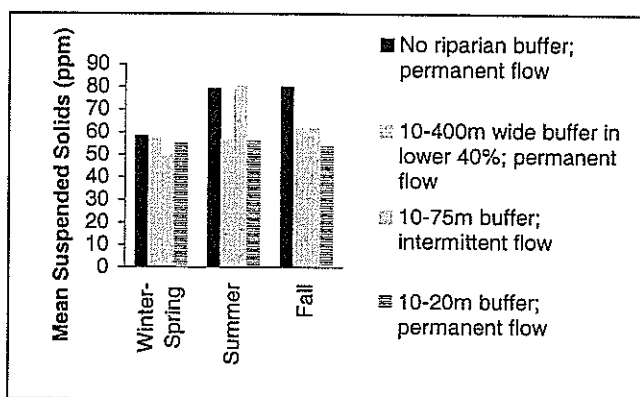 Mean Suspended Solids (ppm)
90
80
70
60
50
40
30
20
10
0
Winter-
Spring
Summer
Fall
No riparian buffer;
permanent flow
10-400m wide buffer in
lower 40%; permanent
flow
10-75m buffer;
intermittent flow
10-20m buffer;
permanent flow